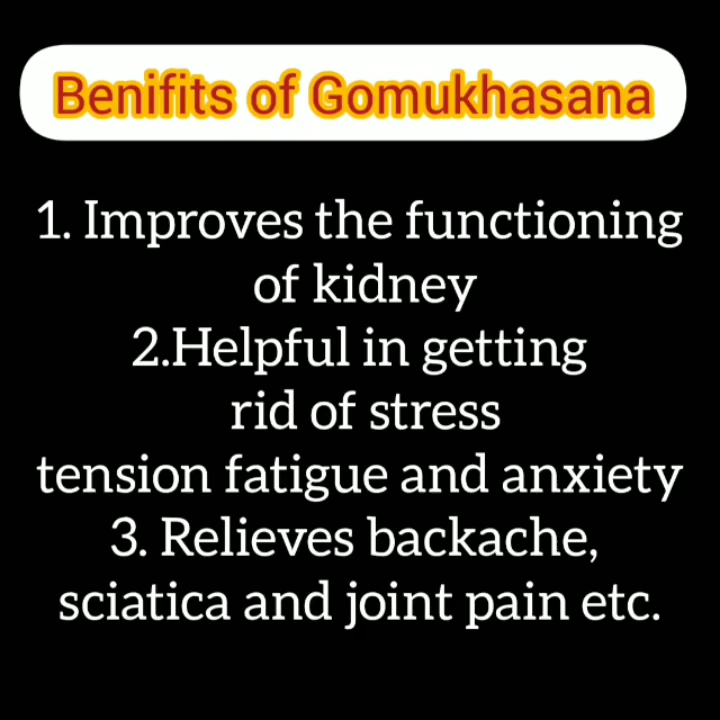 Benifits of Gomukhasana
1. Improves the functioning
of kidney
2.Helpful in getting
rid of stress
tension fatigue and anxiety
3. Relieves backache,
sciatica and joint pain etc.